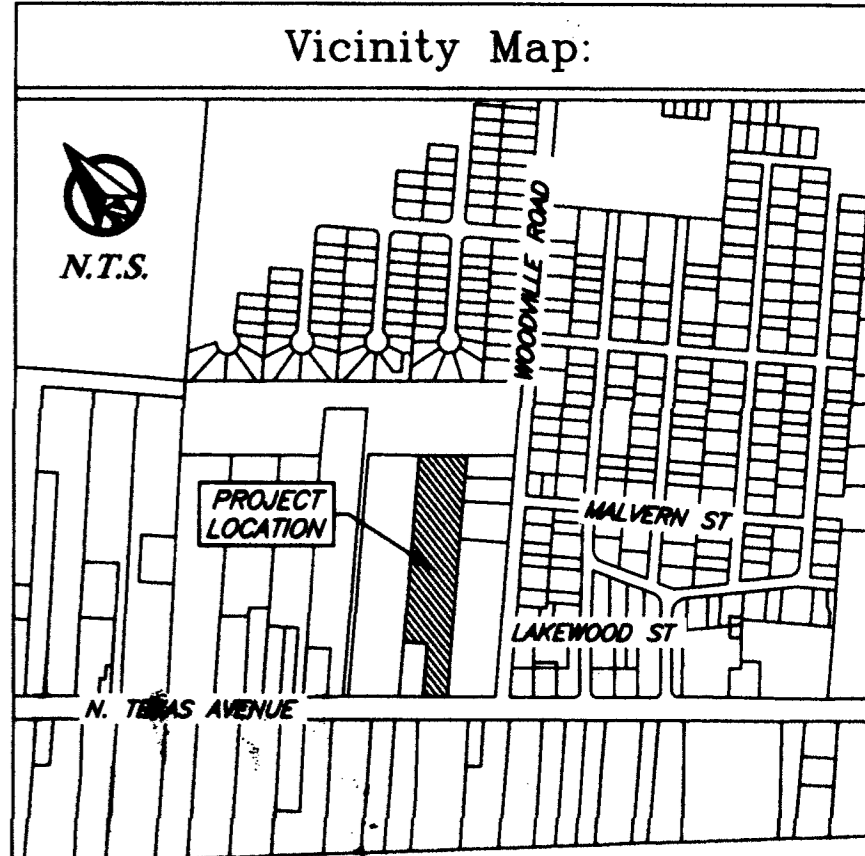 Vicinity Map:
N.T.S.
WOODVILLE ROAD
PROJECT
LOCATION
MALVERN ST
LAKEWOOD ST
N. TEXAS AVENUE